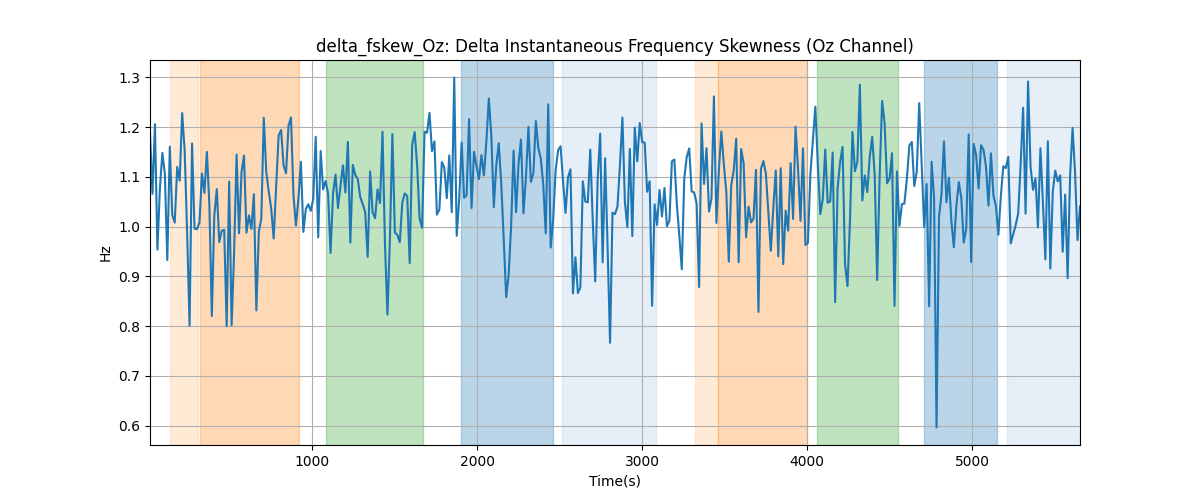 delta_fskew_Oz: Delta Instantaneous Frequency Skewness (Oz Channel)
1.3
1.2
1.1
1.0
0.9
0.8
0.7
0.6
Hz
1000 2000 3000 4000 5000
Time(s)